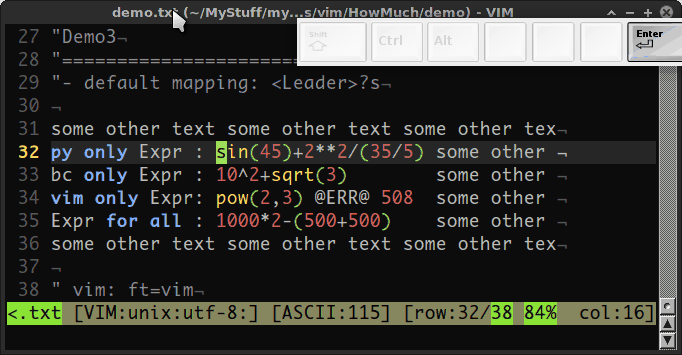 demo.txt (~/MyStuff/my...s/vim/HowMuch/demo) - VIM
Shift Ctrl Alt Enter
27 "Demo3¬
28 "==============================
29 "- default mapping: <Leader>?s¬
30 ¬
31 some other text some other text some other tex¬
32 py only Expr : sin(45)+2**2/(35/5) some other ¬
33 bc only Expr : 10^2+sqrt(3) some other ¬
34 vim only Expr: pow(2,3) @ERR@ 508 some other ¬
35 Expr for all : 1000*2-(500+500) some other ¬
36 some other text some other text some other tex¬
37 ¬
38 " vim: ft=vim¬
<.txt [VIM:unix:utf-8:] [ASCII:115] [row:32/38 84% col:16]